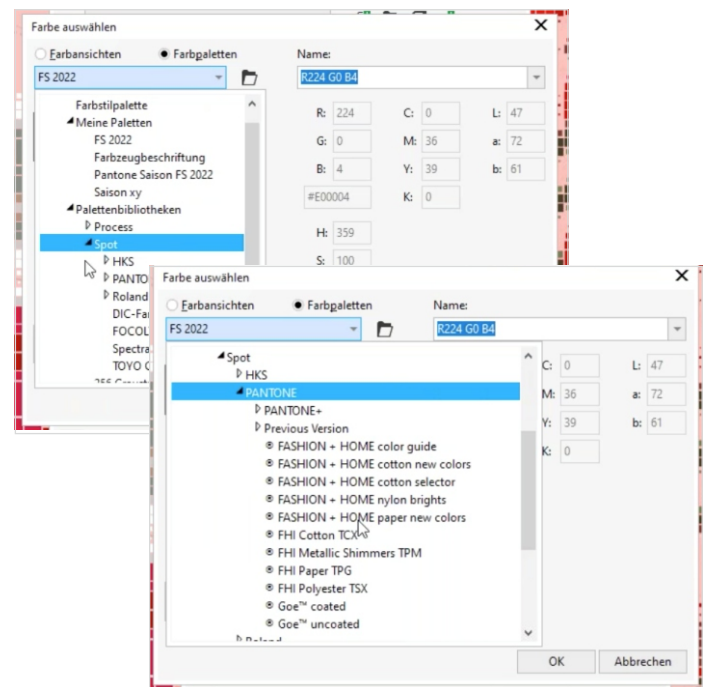 Farbe auswählen
Farbansichten
Farbpaletten
Name:
FS 2022
R224 G0 B4
Farbstilpalette
Meine Paletten
FS 2022
Farbzeugbeschriftung
Pantone Saison FS 2022
Saison xy
Palettenbibliotheken
Process
Spot
HKS
PANTO
Roland
DIC-Far
FOCOL
Spectra
TOYO C
R: 224 C: 0 L: 47
G: 0 M: 36 a: 72
B: 4 Y: 39 b: 61
#E00004 K: 0
H: 359
S: 100
Farbe auswählen
Farbansichten
Farbpaletten
Name:
FS 2022
R224 G0 B4
Spot
HKS
PANTONE
PANTONE+
Previous Version
FASHION + HOME color guide
FASHION + HOME cotton new colors
FASHION + HOME cotton selector
FASHION + HOME nylon brights
FASHION + HOME paper new colors
FHI Cotton TCX
FHI Metallic Shimmers TPM
FHI Paper TPG
FHI Polyester TSX
Goe™ coated
Goe™ uncoated
Roland
C: 0 L: 47
M: 36 a: 72
Y: 39 b: 61
K: 0
OK
Abbrechen